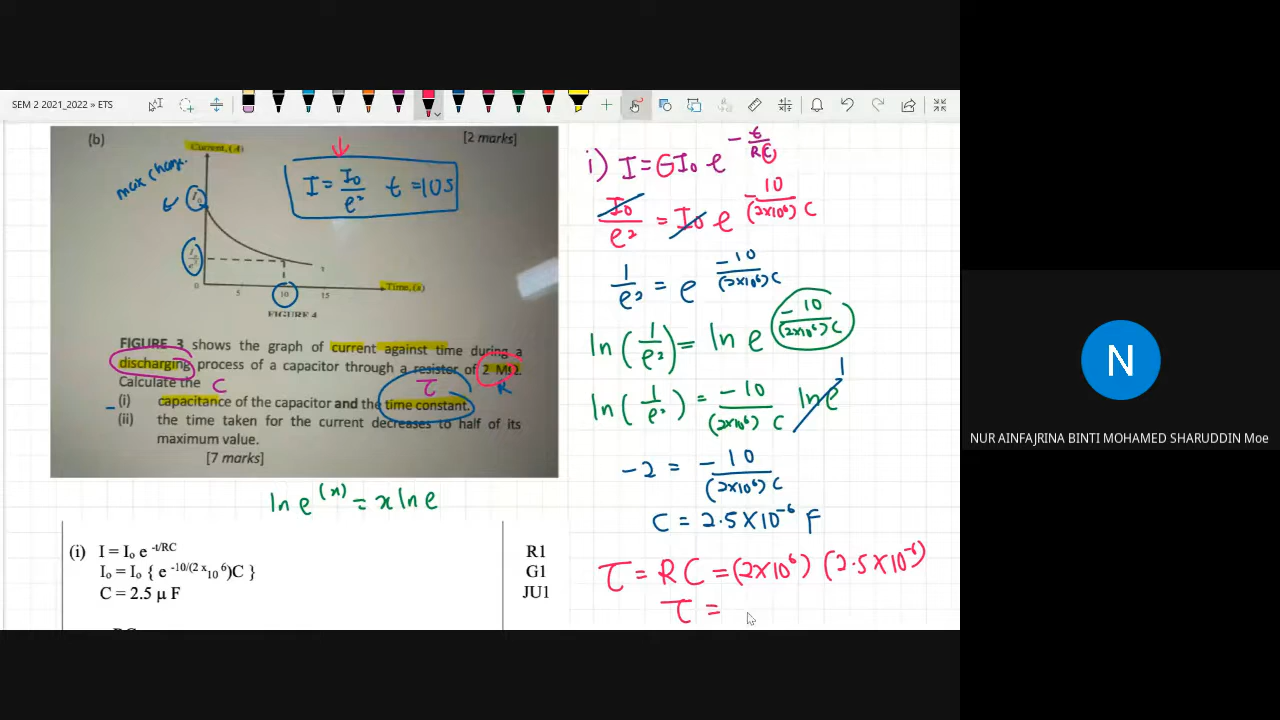 SEM 2 2021_2022 » ETS
(b)
[2 marks]
Current, (A)
max charge.
I₀
I = I₀/e² t = 10s
I₀/e²
0 5 10 15
Time, (s)
FIGURE 4
FIGURE 3 shows the graph of current against time during a
discharging process of a capacitor through a resistor of 2 MΩ.
Calculate the
C τ R
(i) capacitance of the capacitor and the time constant.
(ii) the time taken for the current decreases to half of its
maximum value.
[7 marks]
ln e^(x) = x ln e
(i) I = Iₒ e -t/RC R1
Iₒ = Iₒ { e -10/(2 x 10 6)C } G1
C = 2.5 µ F JU1
i) I = I₀ e^(-t/RC)
I₀/e² = I₀ e^(-10/(2x10⁶)C)
1/e² = e^(-10/(2x10⁶)C)
ln (1/e²) = ln e^(-10/(2x10⁶)C)
ln (1/e²) = -10/(2x10⁶)C ln e 1
-2 = -10/(2x10⁶)C
C = 2.5 X 10⁻⁶ F
τ = RC = (2x10⁶) (2.5 X 10⁻⁶)
τ =
N
NUR AINFAJRINA BINTI MOHAMED SHARUDDIN Moe